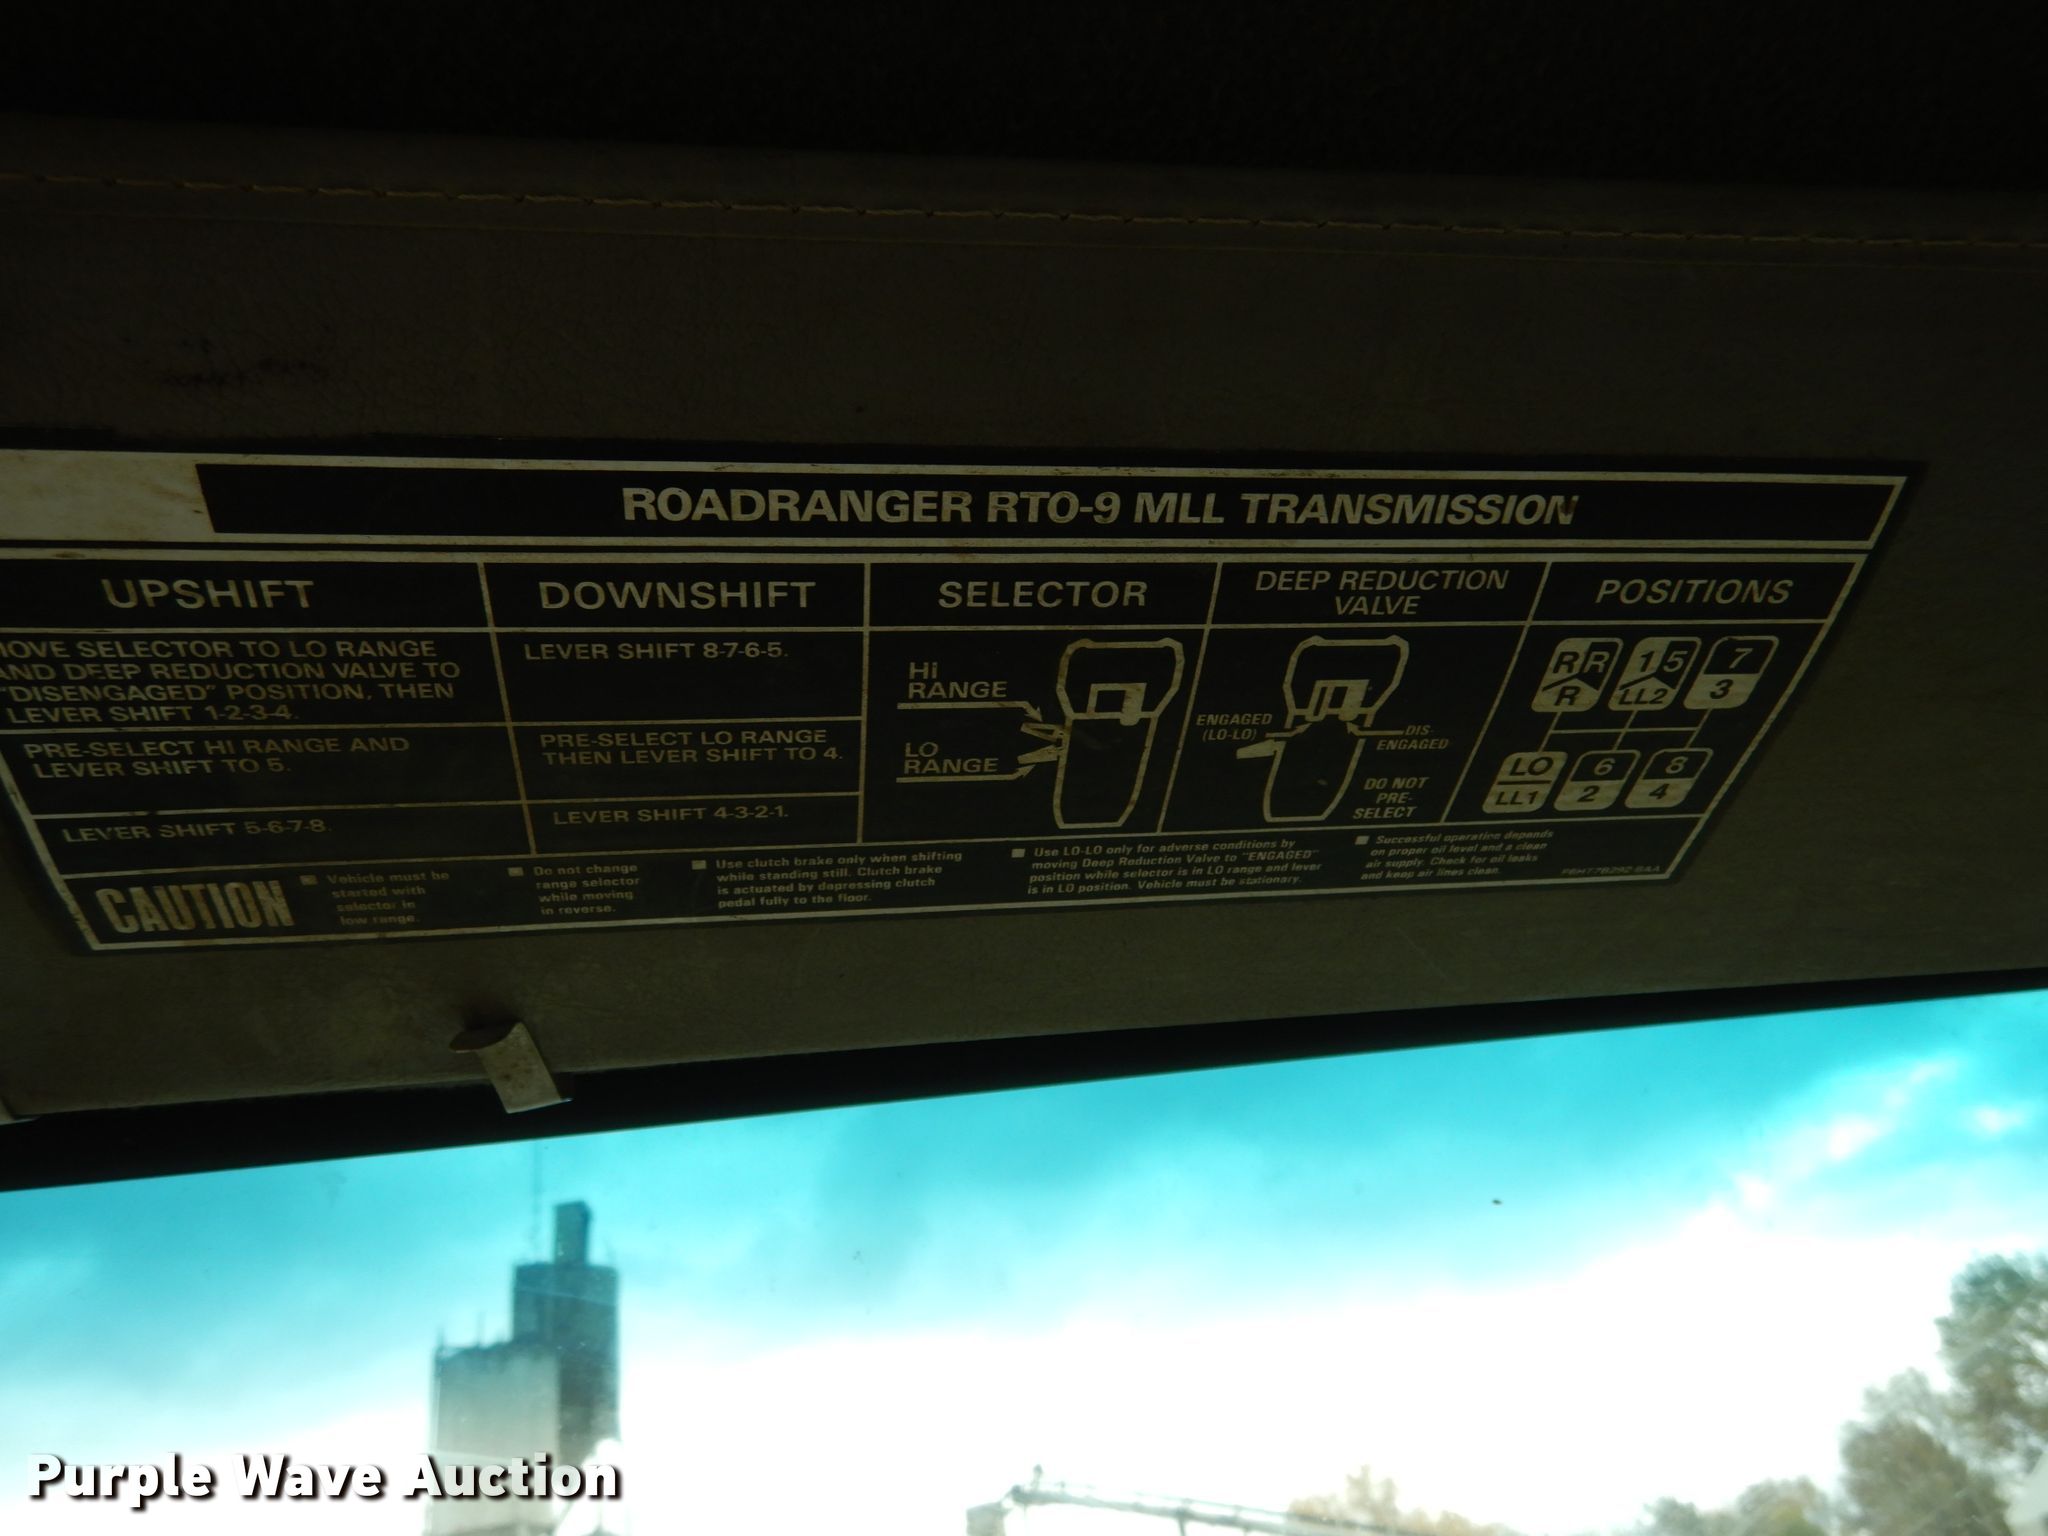 ROADRANGER RTO-9 MLL TRANSMISSION
UPSHIFT
OVE SELECTOR TO LO RANGE
AND DEEP REDUCTION VALVE TO
"DISENGAGED" POSITION, THEN
LEVER SHIFT 1-2-3-4.
PRE-SELECT HI RANGE AND
LEVER SHIFT TO 5.
LEVER SHIFT 5-6-7-8.
DOWNSHIFT
LEVER SHIFT 8-7-6-5.
PRE-SELECT LO RANGE
THEN LEVER SHIFT TO 4.
LEVER SHIFT 4-3-2-1.
SELECTOR
HI
RANGE
LO
RANGE
DEEP REDUCTION
VALVE
ENGAGED
(LO-LO)
DIS-
ENGAGED
DO NOT
PRE-
SELECT
POSITIONS
R R 1 5 7
R LL2 3
LO 6 8
LL1 2 4
CAUTION
Vehicle must be
started with
selector in
low range.
Do not change
range selector
while moving
in reverse.
Use clutch brake only when shifting
while standing still. Clutch brake
is actuated by depressing clutch
pedal fully to the floor.
Use LO-LO only for adverse conditions by
moving Deep Reduction Valve to "ENGAGED"
position while selector is in LO range and lever
is in LO position. Vehicle must be stationary.
Successful operation depends
on proper oil level and a clean
air supply. Check for oil leaks
and keep air lines clean.
Purple Wave Auction